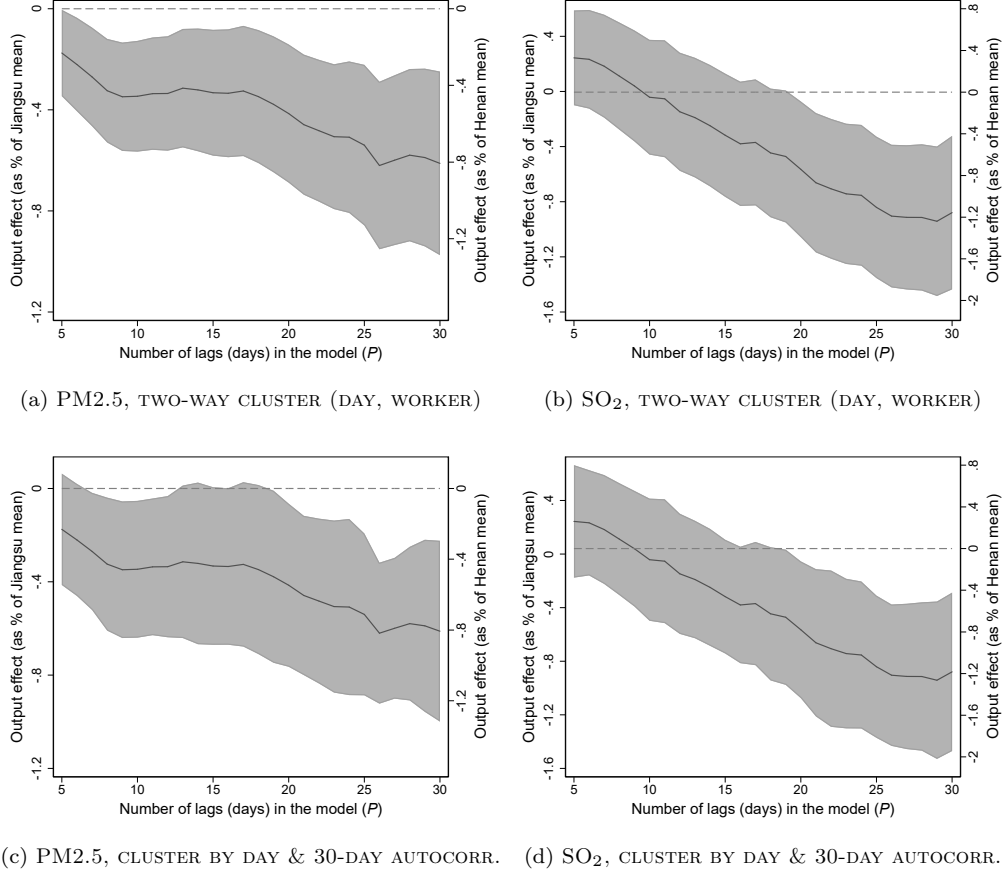 0
-.4
-.8
-1.2
0
-.4
-.8
-1.2
5 10 15 20 25 30
Output effect (as % of Jiangsu mean)
Output effect (as % of Henan mean)
Number of lags (days) in the model (P)
(a) PM2.5, TWO-WAY CLUSTER (DAY, WORKER)
.4
0
-.4
-.8
-1.2
-1.6
.8
.4
0
-.4
-.8
-1.2
-1.6
-2
5 10 15 20 25 30
Output effect (as % of Jiangsu mean)
Output effect (as % of Henan mean)
Number of lags (days) in the model (P)
(b) SO₂, TWO-WAY CLUSTER (DAY, WORKER)
0
-.4
-.8
-1.2
0
-.4
-.8
-1.2
5 10 15 20 25 30
Output effect (as % of Jiangsu mean)
Output effect (as % of Henan mean)
Number of lags (days) in the model (P)
(c) PM2.5, CLUSTER BY DAY & 30-DAY AUTOCORR.
.4
0
-.4
-.8
-1.2
-1.6
.8
.4
0
-.4
-.8
-1.2
-1.6
-2
5 10 15 20 25 30
Output effect (as % of Jiangsu mean)
Output effect (as % of Henan mean)
Number of lags (days) in the model (P)
(d) SO₂, CLUSTER BY DAY & 30-DAY AUTOCORR.